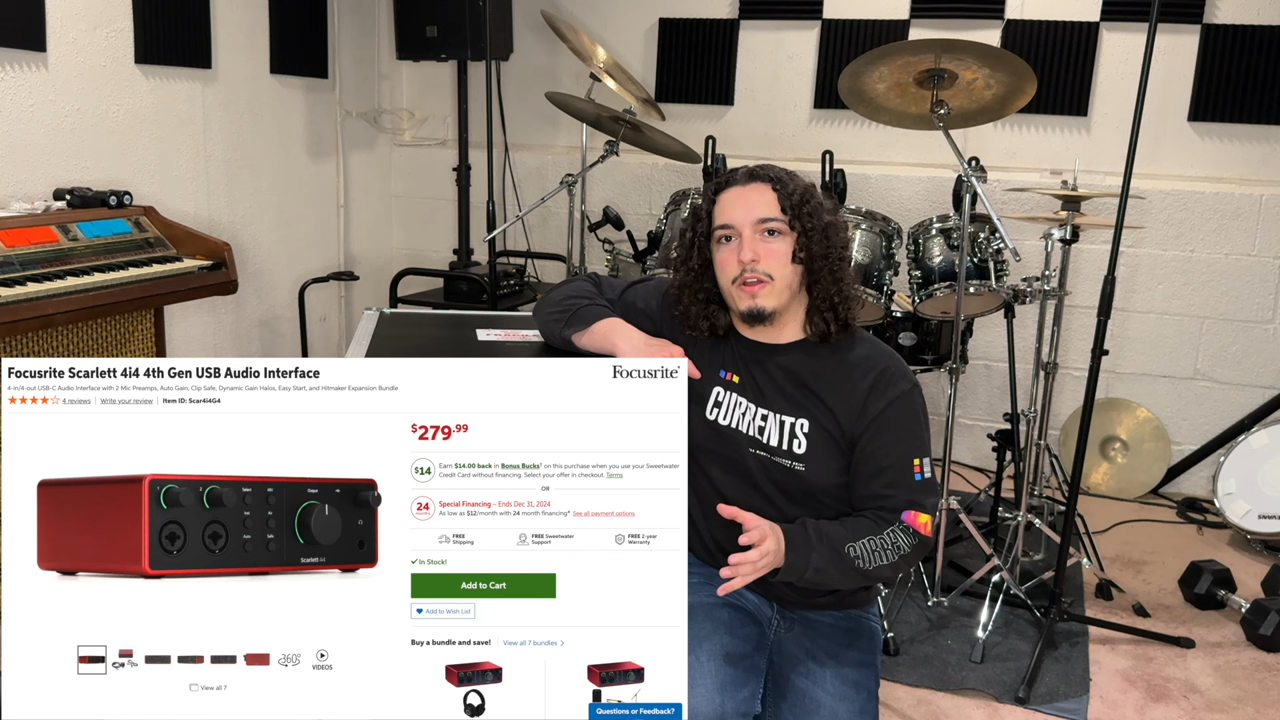 Focusrite Scarlett 4i4 4th Gen USB Audio Interface
Focusrite
4-in/4-out USB-C Audio Interface with 2 Mic Preamps, Auto Gain, Clip Safe, Dynamic Gain Halos, Easy Start, and Hitmaker Expansion Bundle
4 reviews | Write your review | Item ID: Scar4i4G4
$279.99
$14
Earn $14.00 back in Bonus Bucks on this purchase when you use your Sweetwater
Credit Card without financing. Select your offer in checkout. Terms
OR
24
months
Special Financing - Ends Dec 31, 2024
As low as $12/month with 24 month financing* See all payment options
FREE
Shipping
FREE Sweetwater
Support
FREE 2-year
Warranty
In Stock!
Add to Cart
Add to Wish List
Buy a bundle and save! View all 7 bundles
Output
Scarlett 4i4
360°
VIDEOS
View all 7
Questions or Feedback?
CURRENTS
CURRENT
FRAGILE